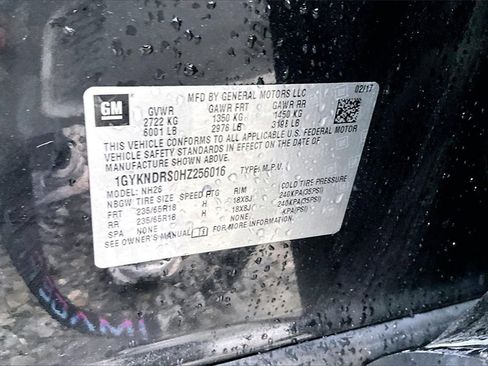 GM
MFD BY GENERAL MOTORS LLC 02/17
GVWR GAWR FRT GAWR RR
2722 KG 1350 KG 1450 KG
6001 LB 2976 LB 3198 LB
THIS VEHICLE CONFORMS TO ALL APPLICABLE U.S. FEDERAL MOTOR
VEHICLE SAFETY STANDARDS IN EFFECT ON THE DATE OF
MANUFACTURE SHOWN ABOVE.
1GYKNDRS0HZ256016 TYPE: M.P.V.
MODEL: NH26
NBGW TIRE SIZE SPEED RTG RIM COLD TIRE PRESSURE
FRT 235/65R18 H 18X8J 240KPA(35PSI)
RR 235/65R18 H 18X8J 240KPA(35PSI)
SPA NONE KPA(PSI)
SEE OWNER'S MANUAL FOR MORE INFORMATION.